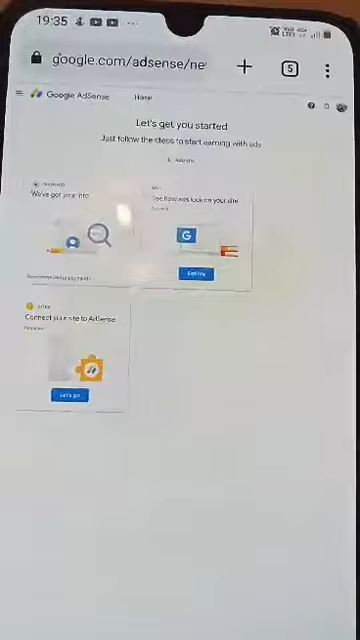 19:35
google.com/adsense/ne
5
Google AdSense
Home
Let's get you started
Just follow the steps to start earning with ads
We've got your info
See how ads look on your site
G
Explore
Connect your site to AdSense
Let's go